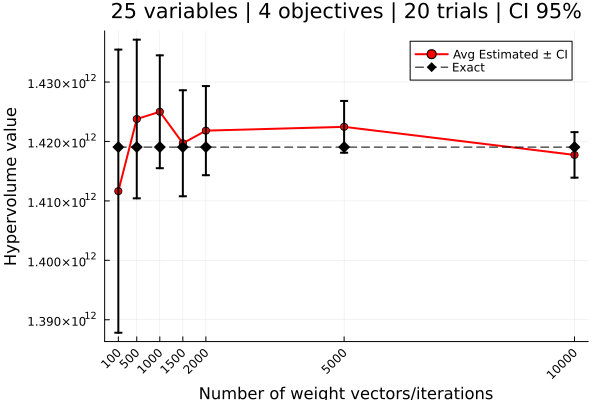 25 variables | 4 objectives | 20 trials | CI 95%
Avg Estimated ± CI
Exact
Hypervolume value
1.430×10¹²
1.420×10¹²
1.410×10¹²
1.400×10¹²
1.390×10¹²
100 500 1000 1500 2000 5000 10000
Number of weight vectors/iterations